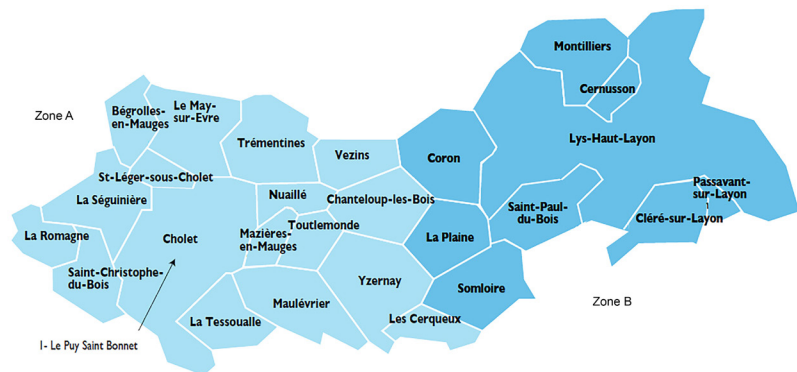 Montilliers
Cernusson
Zone A
Bégrolles-
en-Mauges
Le May-
sur-Evre
Trémentines
Vezins
Coron
Lys-Haut-Layon
St-Léger-sous-Cholet
La Séguinière
Nuaillé
Chanteloup-les-Bois
Saint-Paul-
du-Bois
Passavant-
sur-Layon
Cléré-sur-Layon
La Romagne
Cholet
Mazières-
en-Mauges
Toutlemonde
La Plaine
Saint-Christophe-
du-Bois
Yzernay
Somloire
Zone B
Maulévrier
La Tessoualle
Les Cerqueux
1- Le Puy Saint Bonnet